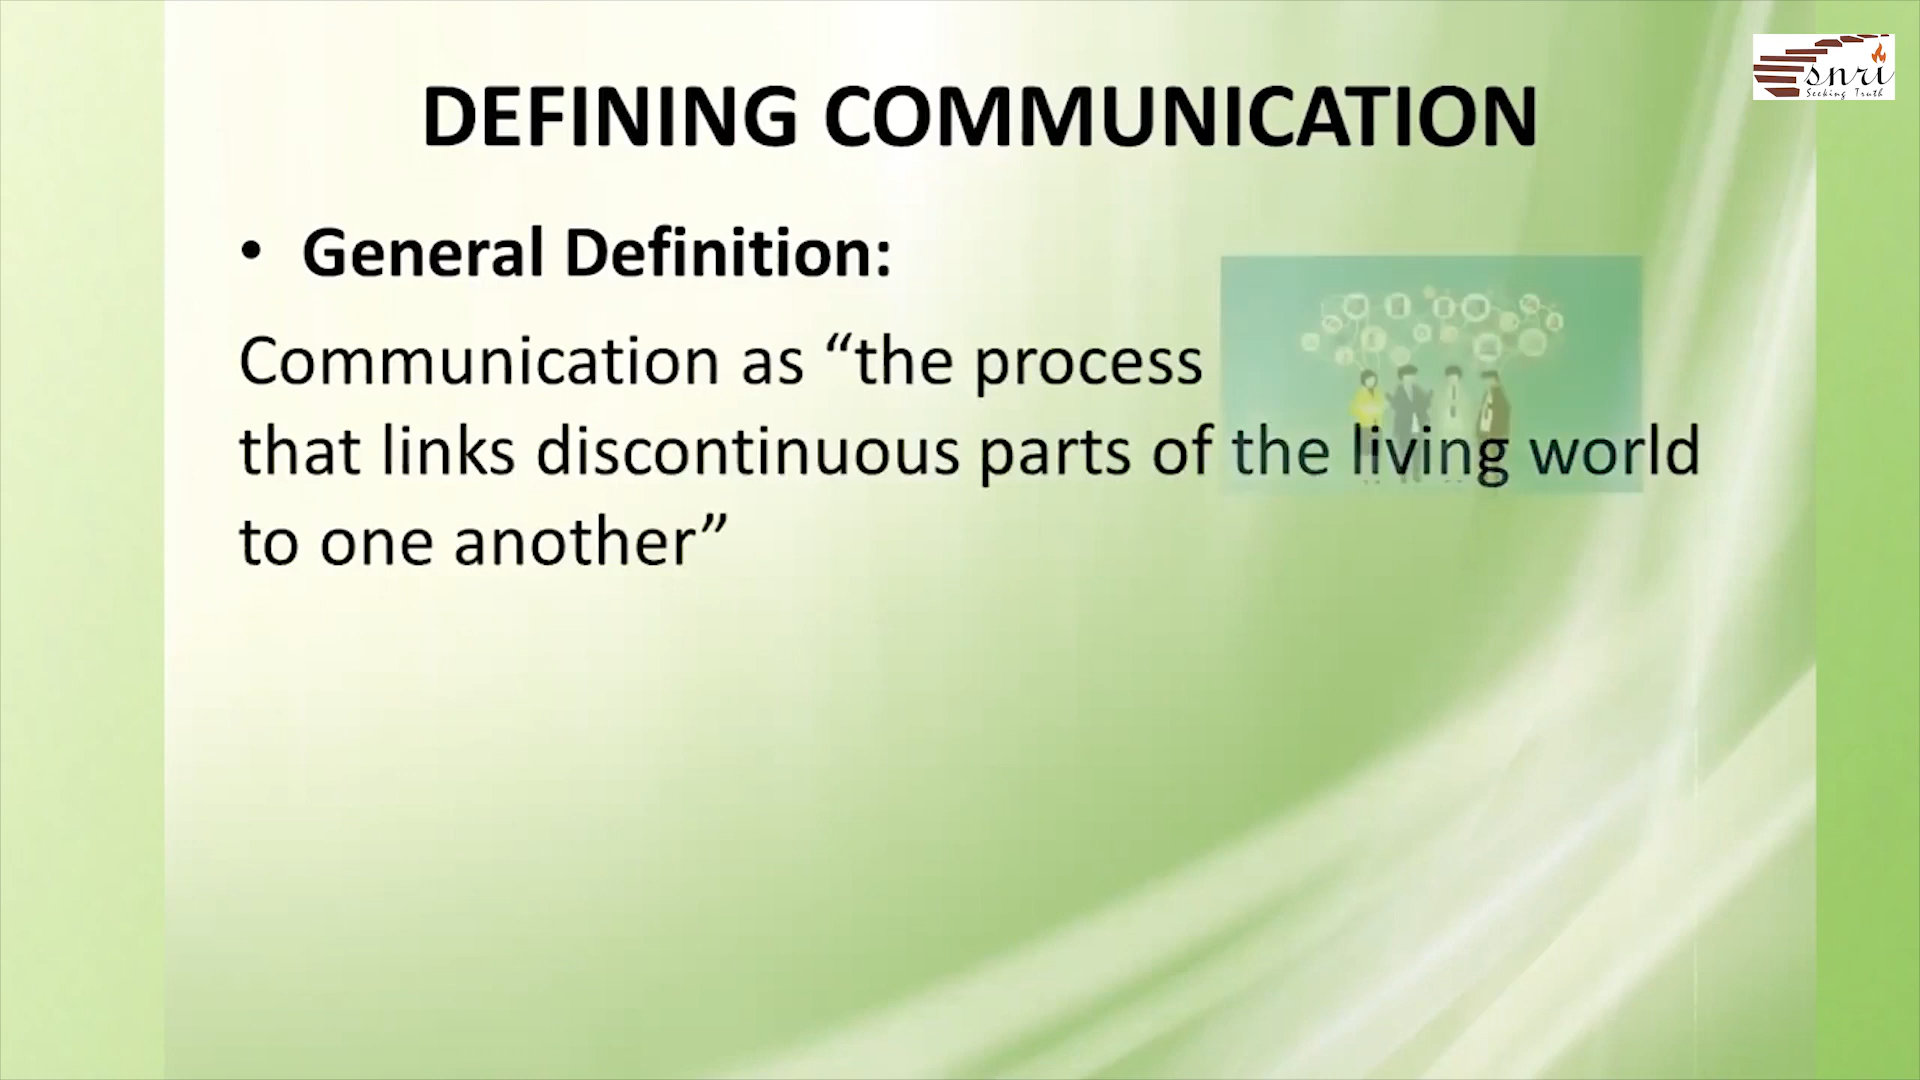 snri
Seeking Truth
DEFINING COMMUNICATION
• General Definition:
Communication as “the process
that links discontinuous parts of the living world
to one another”